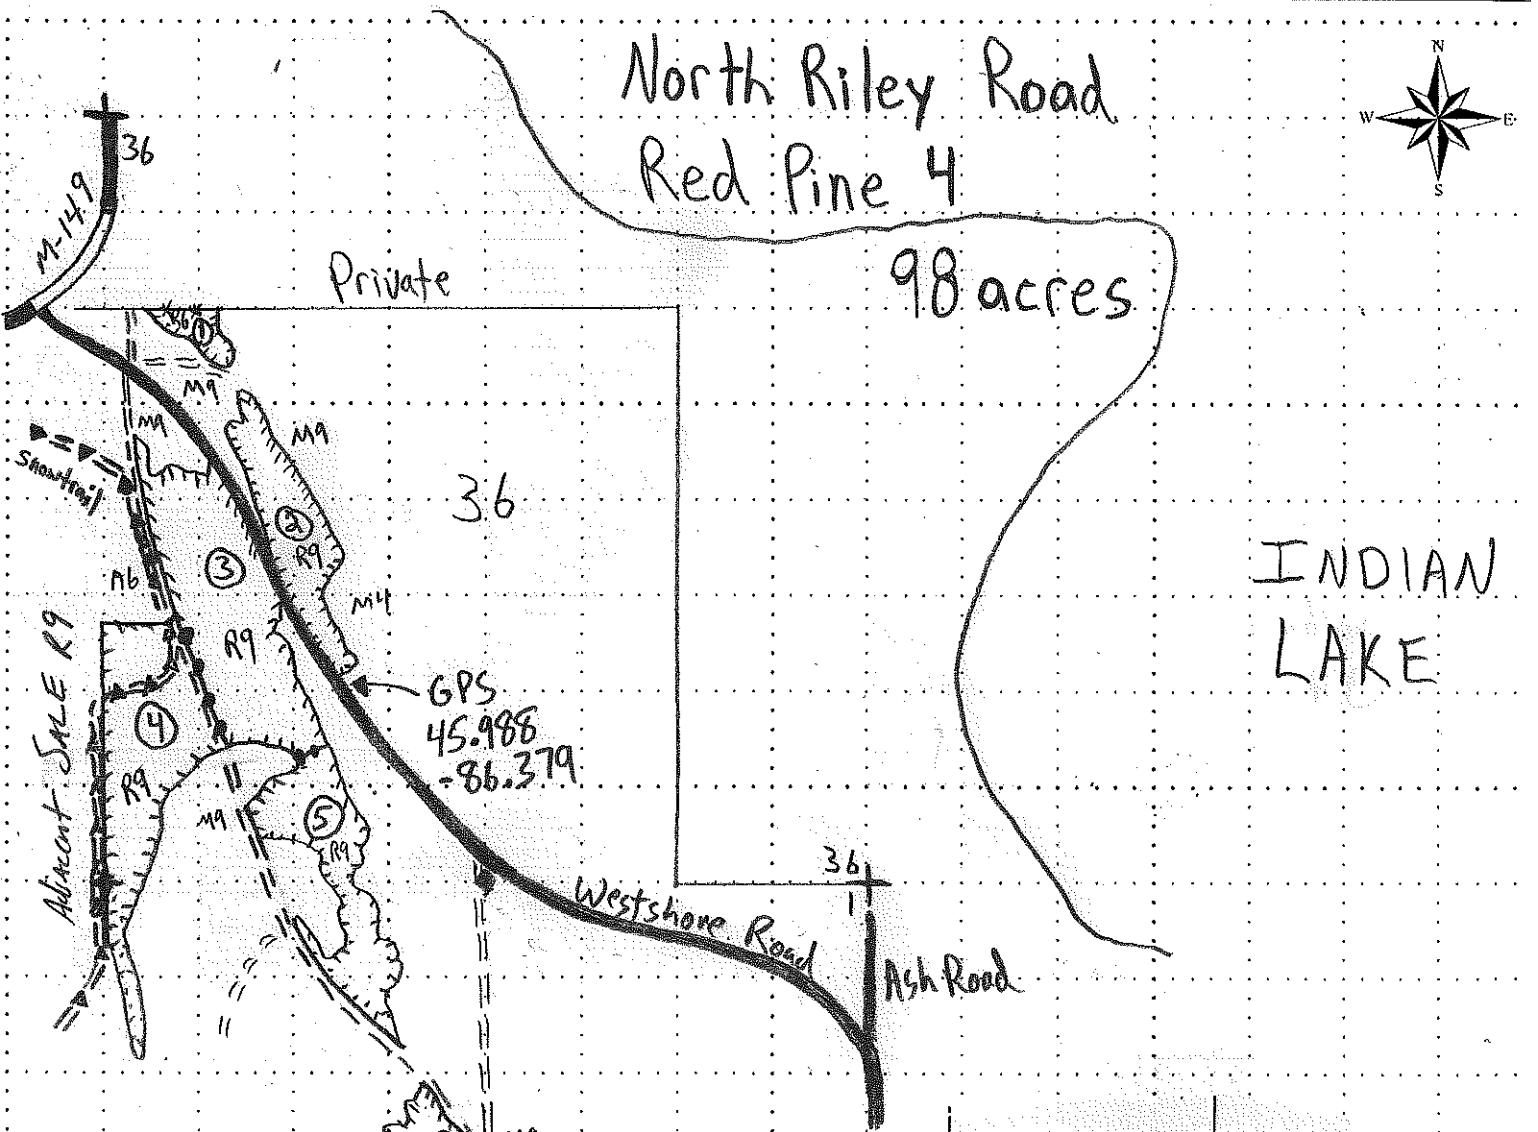 North Riley Road
Red Pine 4
98 acres
N
W
E
S
36
M-149
Private
1
M9
M9
M9
Snowtrail
36
2
R9
3
A6
M4
R9
INDIAN
LAKE
Adjacent SALE R9
GPS
45.988
-86.379
4
R9
M9
5
R9
36
1
Westshore Road
Ash Road